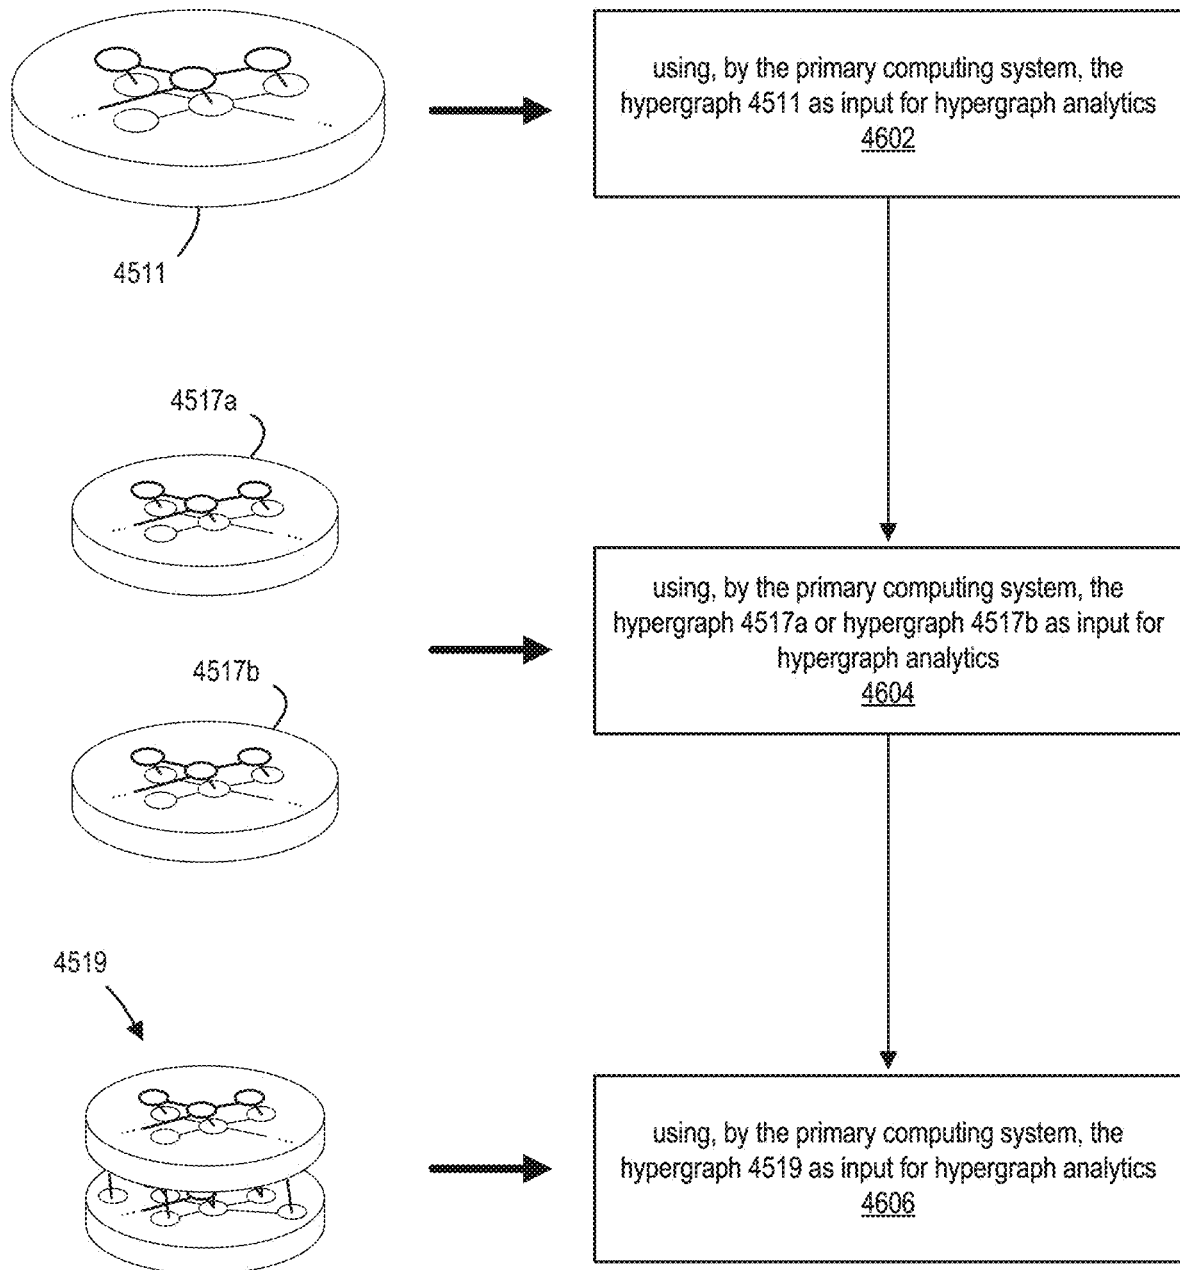 using, by the primary computing system, the
hypergraph 4511 as input for hypergraph analytics
4602
...
...
4511
4517a
...
...
using, by the primary computing system, the
hypergraph 4517a or hypergraph 4517b as input for
hypergraph analytics
4604
4517b
...
...
4519
...
using, by the primary computing system, the
hypergraph 4519 as input for hypergraph analytics
4606
...
...